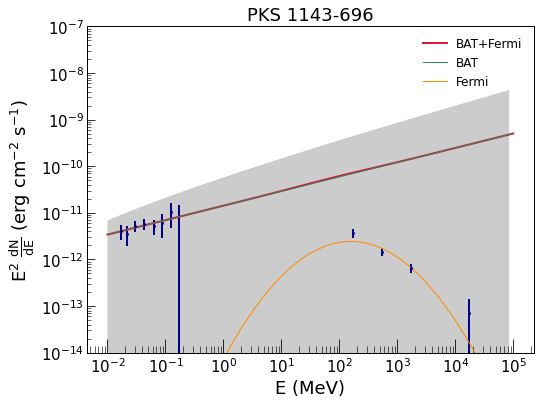 PKS 1143-696
BAT+Fermi
BAT
Fermi
10⁻⁷
10⁻⁸
10⁻⁹
10⁻¹⁰
10⁻¹¹
10⁻¹²
10⁻¹³
10⁻¹⁴
E² dN/dE (erg cm⁻² s⁻¹)
10⁻² 10⁻¹ 10⁰ 10¹ 10² 10³ 10⁴ 10⁵
E (MeV)